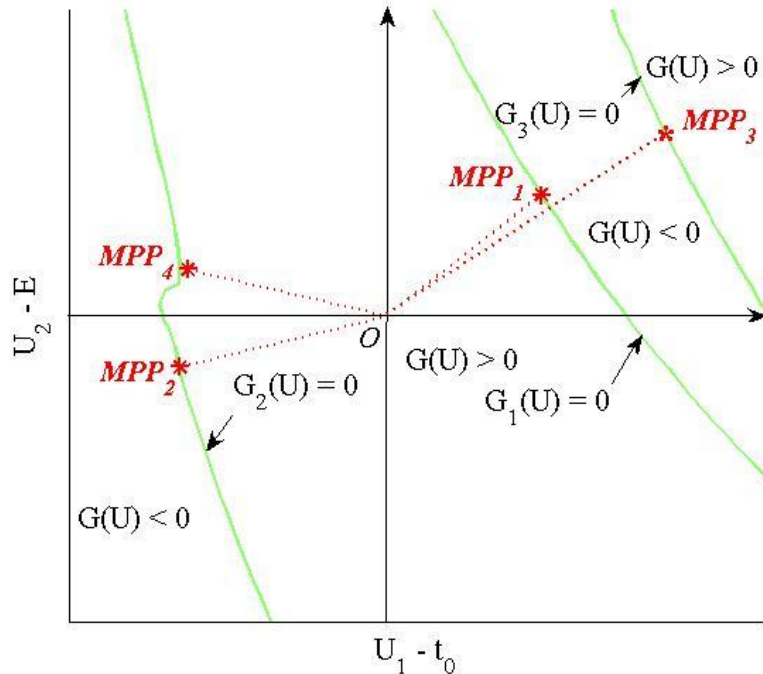 G(U) > 0
G₃(U) = 0
MPP₃
MPP₁
G(U) < 0
MPP₄
U₂ - E
O
MPP₂
G(U) > 0
G₂(U) = 0
G₁(U) = 0
G(U) < 0
U₁ - t₀